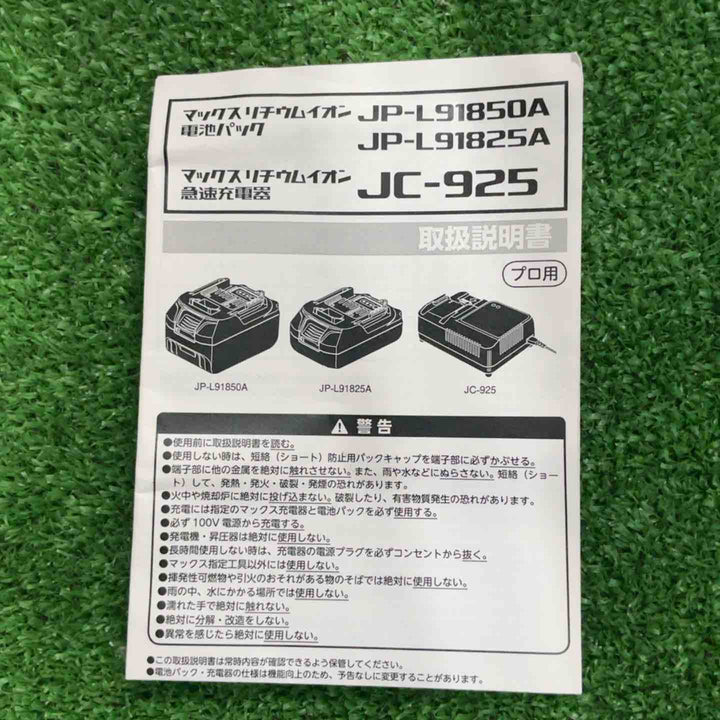 マックスリチウムイオン
電池パック
JP-L91850A
JP-L91825A
マックスリチウムイオン
急速充電器
JC-925
取扱説明書
プロ用
JP-L91850A
JP-L91825A
JC-925
警告
●使用前に取扱説明書を読む。
●使用しない時は、短絡（ショート）防止用パックキャップを端子部に必ずかぶせる。
●端子部に他の金属を絶対に触れさせない。また、雨や水などにぬらさない。短絡（ショー
ト）して、発熱・発火・破裂・発煙の恐れがあります。
●火中や焼却炉に絶対に投げ込まない。破裂したり、有害物質発生の恐れがあります。
●充電には指定のマックス充電器と電池パックを必ず使用する。
●必ず 100V 電源から充電する。
●発電機・昇圧器は絶対に使用しない。
●長時間使用しない時は、充電器の電源プラグを必ずコンセントから抜く。
●マックス指定工具以外には使用しない。
●揮発性可燃物や引火のおそれがある物のそばでは絶対に使用しない。
●雨の中、水にかかる場所では使用しない。
●濡れた手で絶対に触れない。
●絶対に分解・改造をしない。
●異常を感じたら絶対に使用しない。
●この取扱説明書は常時内容が確認できるよう保管してください。
●電池パック・充電器の仕様は機能向上のため、予告なしに変更することがあります。